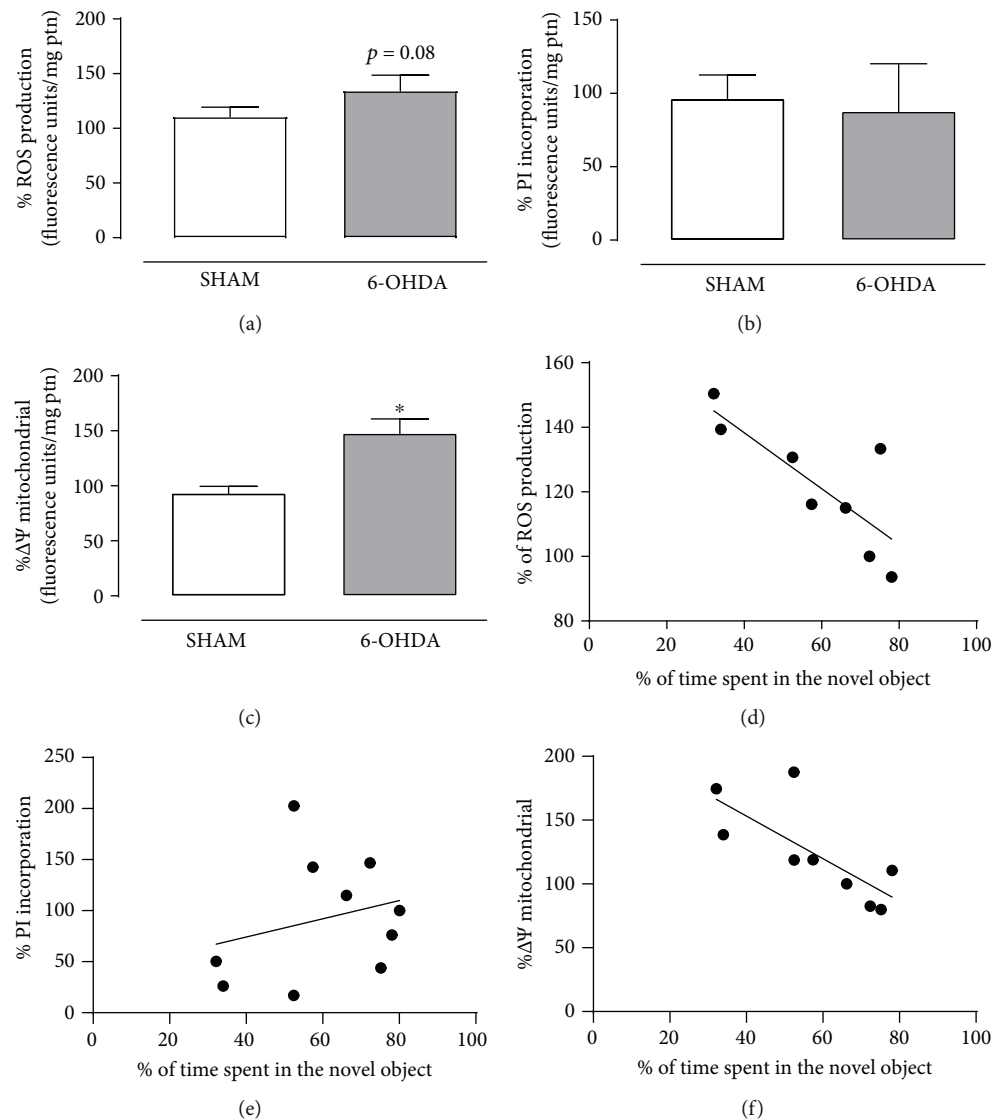 % ROS production
(fluorescence units/mg ptn)
200
150
100
50
0
p = 0.08
SHAM
6-OHDA
(a)
% PI incorporation
(fluorescence units/mg ptn)
150
100
50
0
SHAM
6-OHDA
(b)
%ΔΨ mitochondrial
(fluorescence units/mg ptn)
200
150
100
50
0
*
SHAM
6-OHDA
(c)
% of ROS production
160
140
120
100
80
0 20 40 60 80 100
% of time spent in the novel object
(d)
% PI incorporation
250
200
150
100
50
0
0 20 40 60 80 100
% of time spent in the novel object
(e)
%ΔΨ mitochondrial
200
150
100
50
0
0 20 40 60 80 100
% of time spent in the novel object
(f)